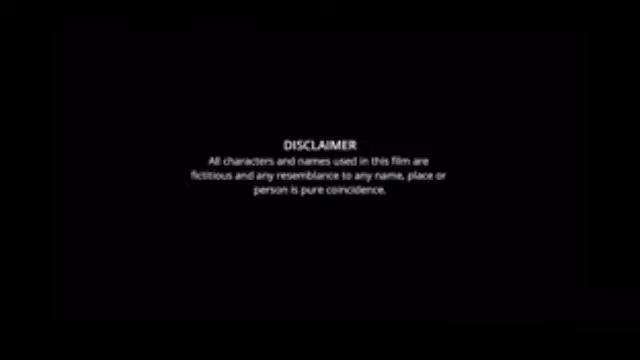 DISCLAIMER
All characters and names used in this film are
fictitious and any resemblance to any name, place or
person is pure coincidence.